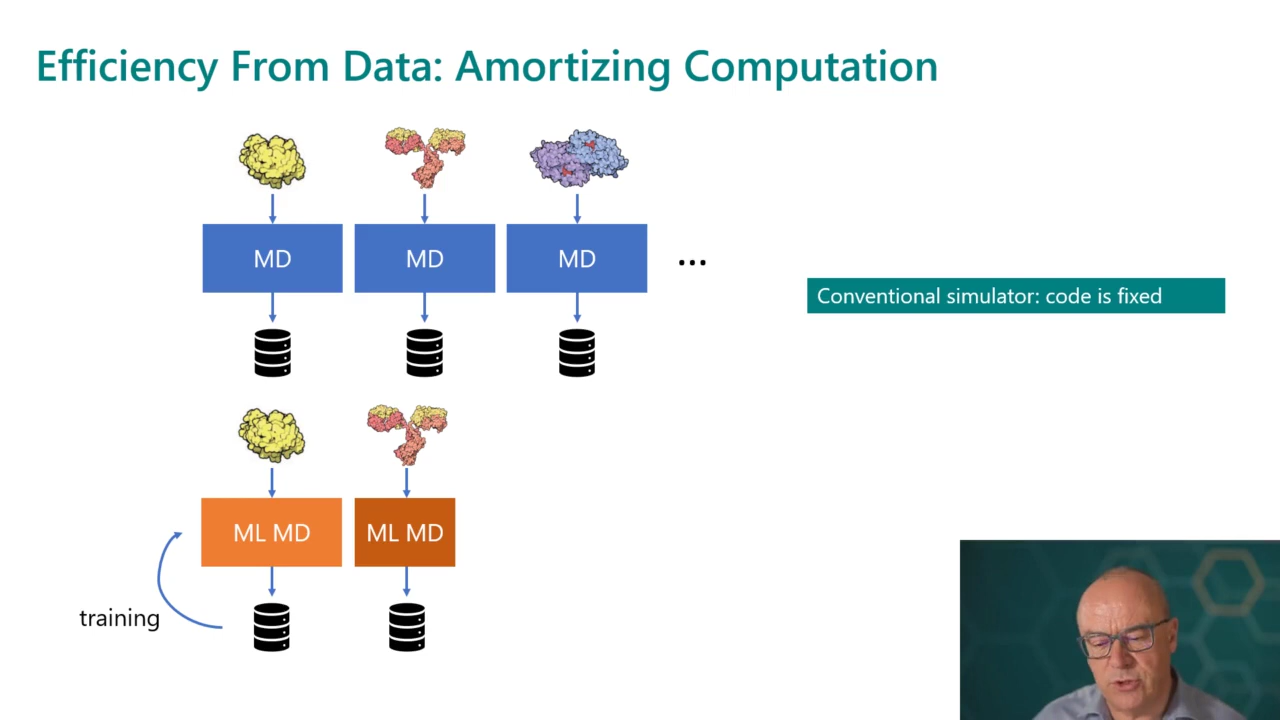 Efficiency From Data: Amortizing Computation
MD MD MD ...
Conventional simulator: code is fixed
ML MD ML MD
training